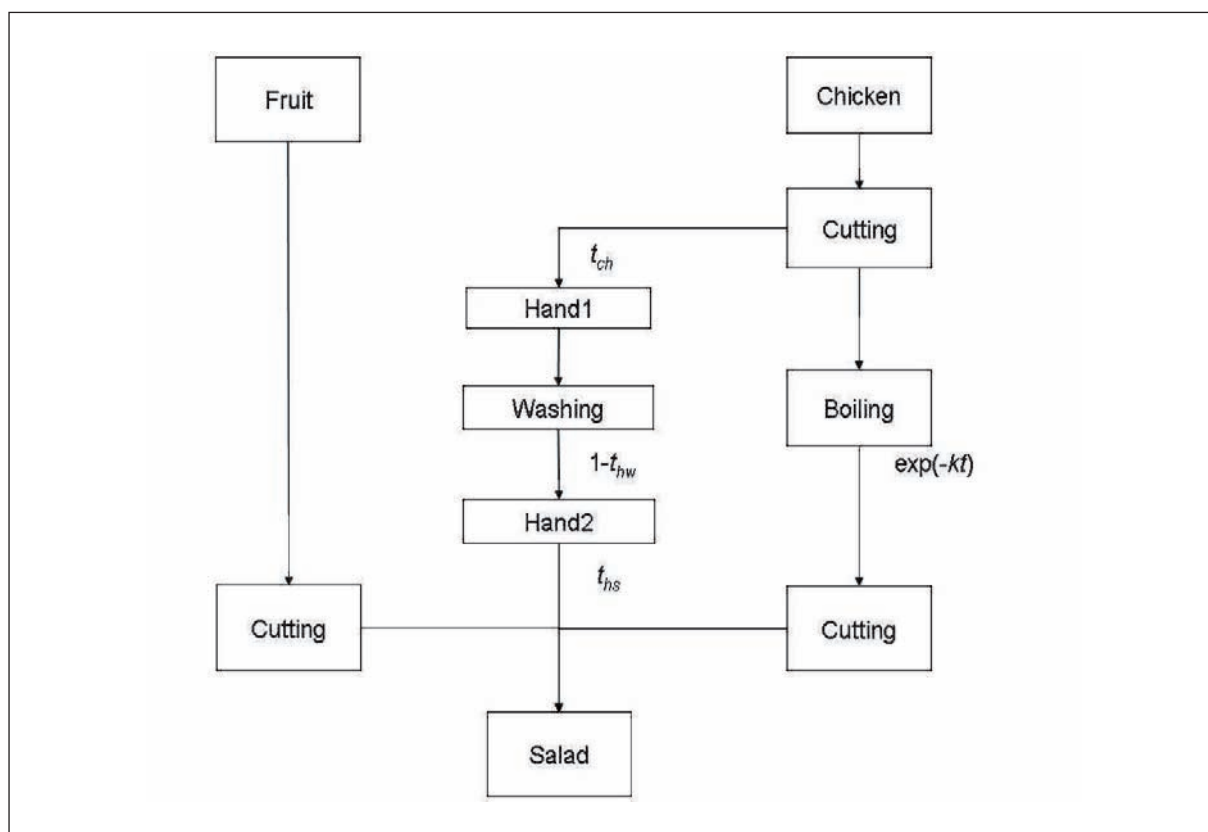 Fruit
Chicken
Cutting
t_ch
Hand1
Washing
Boiling
1-t_hw
exp(-kt)
Hand2
t_hs
Cutting
Cutting
Salad